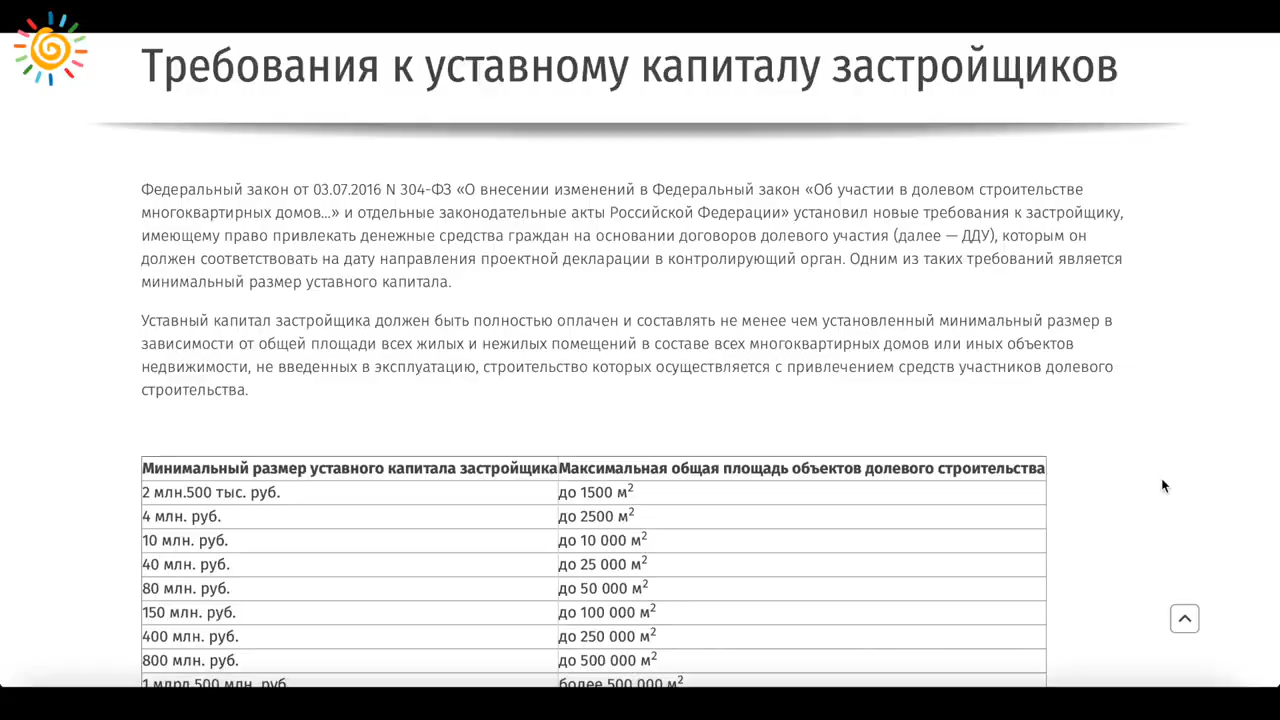 Требования к уставному капиталу застройщиков
Федеральный закон от 03.07.2016 N 304-ФЗ «О внесении изменений в Федеральный закон «Об участии в долевом строительстве
многоквартирных домов…» и отдельные законодательные акты Российской Федерации» установил новые требования к застройщику,
имеющему право привлекать денежные средства граждан на основании договоров долевого участия (далее — ДДУ), которым он
должен соответствовать на дату направления проектной декларации в контролирующий орган. Одним из таких требований является
минимальный размер уставного капитала.
Уставный капитал застройщика должен быть полностью оплачен и составлять не менее чем установленный минимальный размер в
зависимости от общей площади всех жилых и нежилых помещений в составе всех многоквартирных домов или иных объектов
недвижимости, не введенных в эксплуатацию, строительство которых осуществляется с привлечением средств участников долевого
строительства.
Минимальный размер уставного капитала застройщика Максимальная общая площадь объектов долевого строительства
2 млн.500 тыс. руб. до 1500 м²
4 млн. руб. до 2500 м²
10 млн. руб. до 10 000 м²
40 млн. руб. до 25 000 м²
80 млн. руб. до 50 000 м²
150 млн. руб. до 100 000 м²
400 млн. руб. до 250 000 м²
800 млн. руб. до 500 000 м²
1 млрд 500 млн. руб. более 500 000 м²